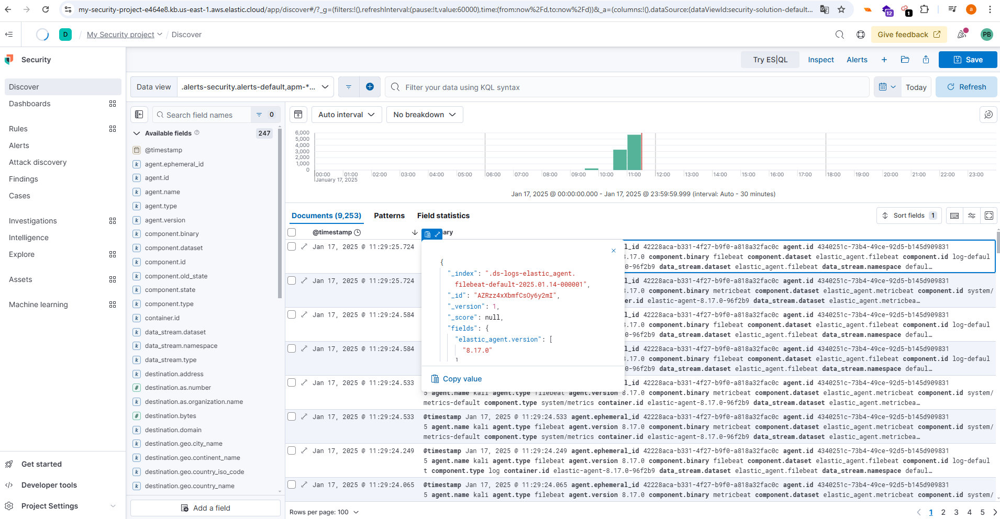 my-security-project-e464e8.kb.us-east-1.aws.elastic.cloud/app/discover#/?_g=(filters:!(),refreshInterval:(pause:!t,value:60000),time:(from:now%2Fd,to:now%2Fd))&_a=(columns:!(),dataSource:(dataViewId:security-solution-default...
12
1
a
D
/ My Security project / Discover
Give feedback
PB
Security
Try ES|QL
Inspect
Alerts
Save
Discover
Dashboards
Rules
Alerts
Attack discovery
Findings
Cases
Investigations
Intelligence
Explore
Assets
Machine learning
Get started
Developer tools
Project Settings
Data view
.alerts-security.alerts-default,apm-*...
Filter your data using KQL syntax
Today
Refresh
Search field names
0
Available fields
247
@timestamp
k agent.ephemeral_id
k agent.id
k agent.name
k agent.type
k agent.version
k component.binary
k component.dataset
k component.id
k component.old_state
k component.state
k component.type
k container.id
k data_stream.dataset
k data_stream.namespace
k data_stream.type
k destination.address
# destination.as.number
k destination.as.organization.name
# destination.bytes
k destination.domain
k destination.geo.city_name
k destination.geo.continent_name
k destination.geo.country_iso_code
k destination.geo.country_name
Add a field
Auto interval
No breakdown
6,000
5,000
4,000
3,000
2,000
1,000
0
00:00 01:00 02:00 03:00 04:00 05:00 06:00 07:00 08:00 09:00 10:00 11:00 12:00 13:00 14:00 15:00 16:00 17:00 18:00 19:00 20:00 21:00 22:00 23:00
January 17, 2025
Jan 17, 2025 @ 00:00:00.000 - Jan 17, 2025 @ 23:59:59.999 (interval: Auto - 30 minutes)
Documents (9,253)
Patterns
Field statistics
Sort fields 1
@timestamp
ary
Jan 17, 2025 @ 11:29:25.724
l_id 42228aca-b331-4f27-b9f0-a818a32fac0c agent.id 4340251c-73b4-49ce-92d5-b145d909831
8.17.0 component.binary filebeat component.dataset elastic_agent.filebeat component.id log-defaul
0-96f2b9 data_stream.dataset elastic_agent.filebeat data_stream.namespace defaul…
Jan 17, 2025 @ 11:29:25.724
l_id 42228aca-b331-4f27-b9f0-a818a32fac0c agent.id 4340251c-73b4-49ce-92d5-b145d909831
8.17.0 component.binary metricbeat component.dataset elastic_agent.metricbeat component.id system/
er.id elastic-agent-8.17.0-96f2b9 data_stream.dataset elastic_agent.metricbea…
Jan 17, 2025 @ 11:29:24.584
l_id 42228aca-b331-4f27-b9f0-a818a32fac0c agent.id 4340251c-73b4-49ce-92d5-b145d909831
8.17.0 component.binary filebeat component.dataset elastic_agent.filebeat component.id log-defaul
0-96f2b9 data_stream.dataset elastic_agent.filebeat data_stream.namespace defaul…
Jan 17, 2025 @ 11:29:24.584
l_id 42228aca-b331-4f27-b9f0-a818a32fac0c agent.id 4340251c-73b4-49ce-92d5-b145d909831
8.17.0 component.binary filebeat component.dataset elastic_agent.filebeat component.id log-defaul
0-96f2b9 data_stream.dataset elastic_agent.filebeat data_stream.namespace defaul…
{
"_index": ".ds-logs-elastic_agent.
filebeat-default-2025.01.14-000001",
"_id": "AZRzz4xXbmfCsOy6y2mI",
"_version": 1,
"_score": null,
"fields": {
"elastic_agent.version": [
"8.17.0"
]
Copy value
Jan 17, 2025 @ 11:29:24.533
l_id 42228aca-b331-4f27-b9f0-a818a32fac0c agent.id 4340251c-73b4-49ce-92d5-b145d909831
5 agent.name kali agent.type filebeat agent.version 8.17.0 component.binary metricbeat component.dataset elastic_agent.metricbeat component.id system/
metrics-default component.type system/metrics container.id elastic-agent-8.17.0-96f2b9 data_stream.dataset elastic_agent.metricbea…
Jan 17, 2025 @ 11:29:24.533
@timestamp Jan 17, 2025 @ 11:29:24.533 agent.ephemeral_id 42228aca-b331-4f27-b9f0-a818a32fac0c agent.id 4340251c-73b4-49ce-92d5-b145d909831
5 agent.name kali agent.type filebeat agent.version 8.17.0 component.binary metricbeat component.dataset elastic_agent.metricbeat component.id system/
metrics-default component.type system/metrics container.id elastic-agent-8.17.0-96f2b9 data_stream.dataset elastic_agent.metricbea…
Jan 17, 2025 @ 11:29:24.249
@timestamp Jan 17, 2025 @ 11:29:24.249 agent.ephemeral_id 42228aca-b331-4f27-b9f0-a818a32fac0c agent.id 4340251c-73b4-49ce-92d5-b145d909831
5 agent.name kali agent.type filebeat agent.version 8.17.0 component.binary filebeat component.dataset elastic_agent.filebeat component.id log-defaul
t component.type log container.id elastic-agent-8.17.0-96f2b9 data_stream.dataset elastic_agent.filebeat data_stream.namespace defaul…
Jan 17, 2025 @ 11:29:24.065
@timestamp Jan 17, 2025 @ 11:29:24.065 agent.ephemeral_id 42228aca-b331-4f27-b9f0-a818a32fac0c agent.id 4340251c-73b4-49ce-92d5-b145d909831
5 agent.name kali agent.type filebeat agent.version 8.17.0 component.binary metricbeat component.dataset elastic_agent.metricbeat component.id system/
Rows per page: 100
1 2 3 4 5